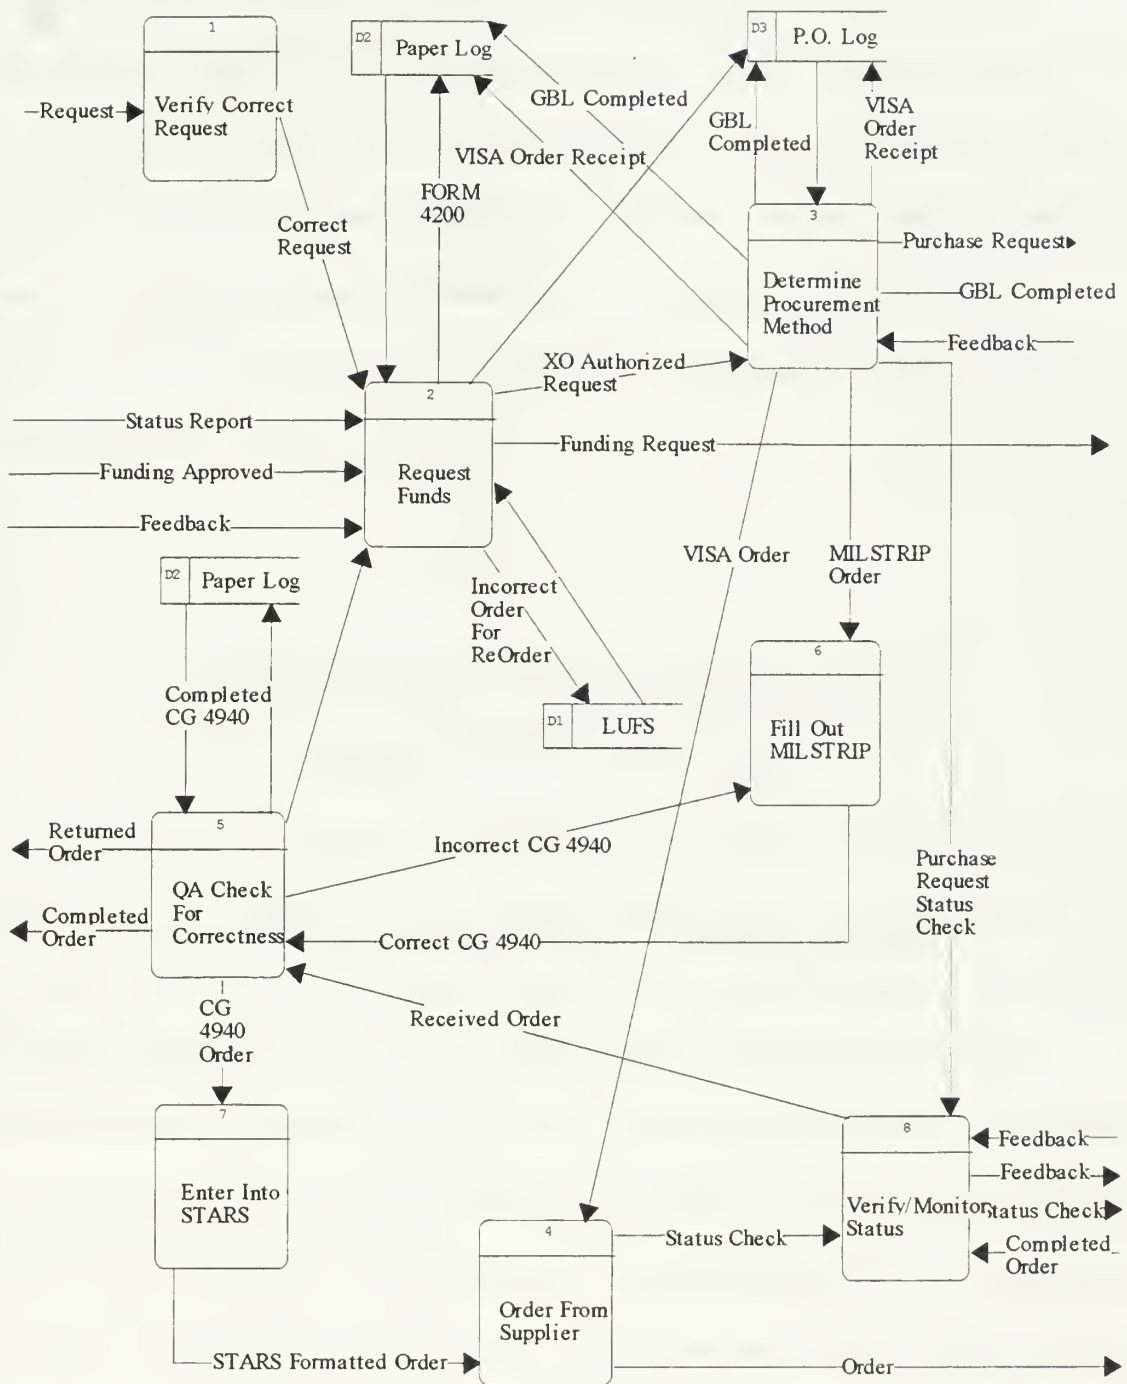 1
D2
Paper Log
D3
P.O. Log
Request
Verify Correct
Request
GBL Completed
GBL
Completed
VISA
Order
Receipt
VISA Order Receipt
FORM
4200
3
Correct
Request
Purchase Request
Determine
Procurement
Method
GBL Completed
Feedback
XO Authorized
Request
2
Status Report
Funding Request
Funding Approved
Request
Funds
Feedback
VISA Order
MILSTRIP
Order
D2
Paper Log
Incorrect
Order
For
ReOrder
6
Completed
CG 4940
D1
LUFS
Fill Out
MILSTRIP
5
Returned
Order
Incorrect CG 4940
Purchase
Request
Status
Check
QA Check
For
Correctness
Completed
Order
Correct CG 4940
CG
4940
Order
Received Order
7
8
Feedback
Feedback
Enter Into
STARS
Verify/Monitor
Status
Status Check
4
Status Check
Completed
Order
Order From
Supplier
STARS Formatted Order
Order